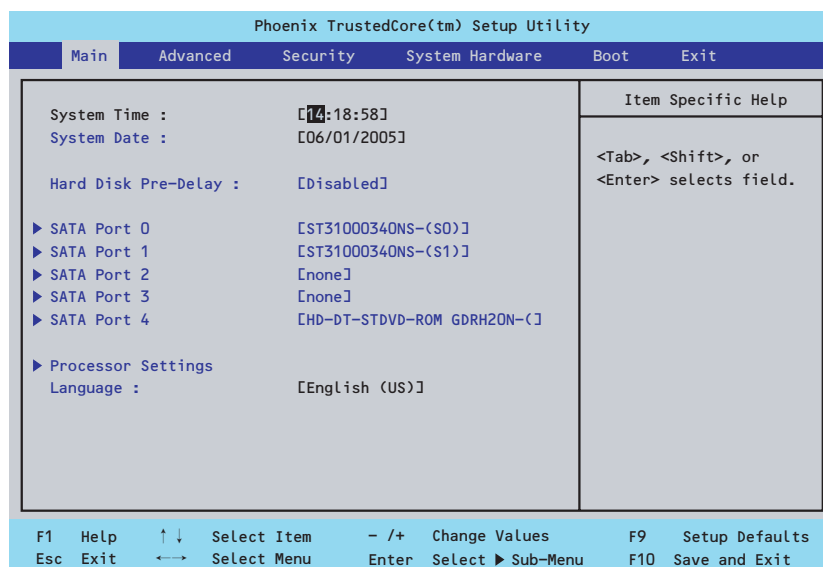 Phoenix TrustedCore(tm) Setup Utility
Main Advanced Security System Hardware Boot Exit
System Time : [14:18:58]
System Date : [06/01/2005]
Hard Disk Pre-Delay : [Disabled]
▶ SATA Port 0 [ST31000340NS-(S0)]
▶ SATA Port 1 [ST31000340NS-(S1)]
▶ SATA Port 2 [none]
▶ SATA Port 3 [none]
▶ SATA Port 4 [HD-DT-STDVD-ROM GDRH20N-(]
▶ Processor Settings
Language : [English (US)]
Item Specific Help
<Tab>, <Shift>, or
<Enter> selects field.
F1 Help ↑↓ Select Item - /+ Change Values F9 Setup Defaults
Esc Exit ←→ Select Menu Enter Select ▶ Sub-Menu F10 Save and Exit